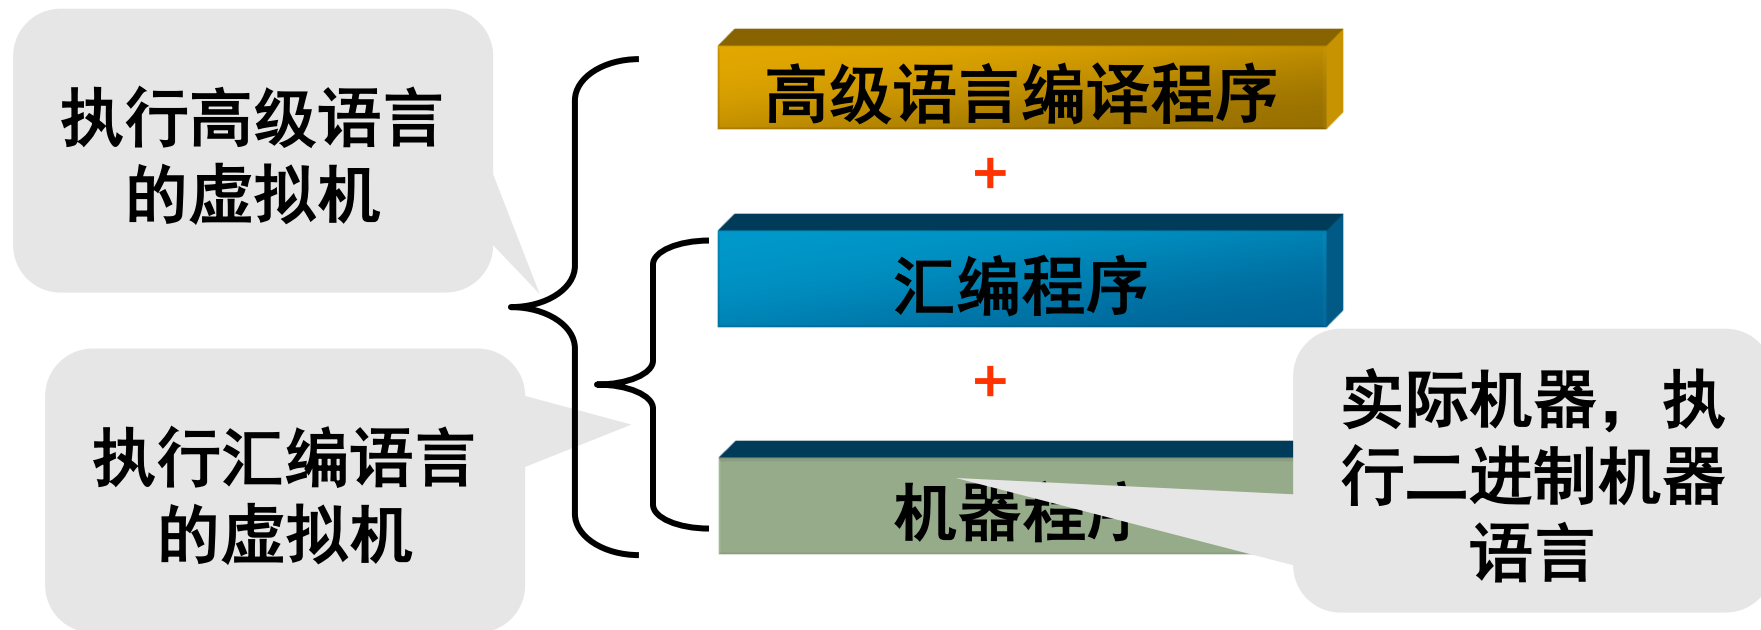 执行高级语言
的虚拟机
高级语言编译程序
+
汇编程序
+
执行汇编语言
的虚拟机
机器程序
实际机器，执
行二进制机器
语言